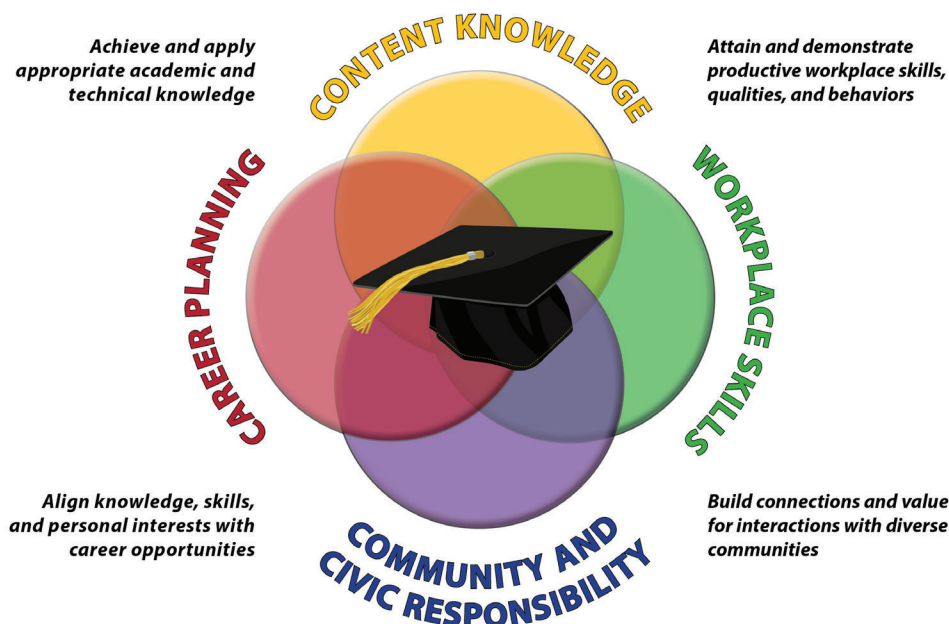 CONTENT KNOWLEDGE
Achieve and apply
appropriate academic and
technical knowledge
Attain and demonstrate
productive workplace skills,
qualities, and behaviors
CAREER PLANNING
WORKPLACE SKILLS
Align knowledge, skills,
and personal interests with
career opportunities
Build connections and value
for interactions with diverse
communities
COMMUNITY AND
CIVIC RESPONSIBILITY